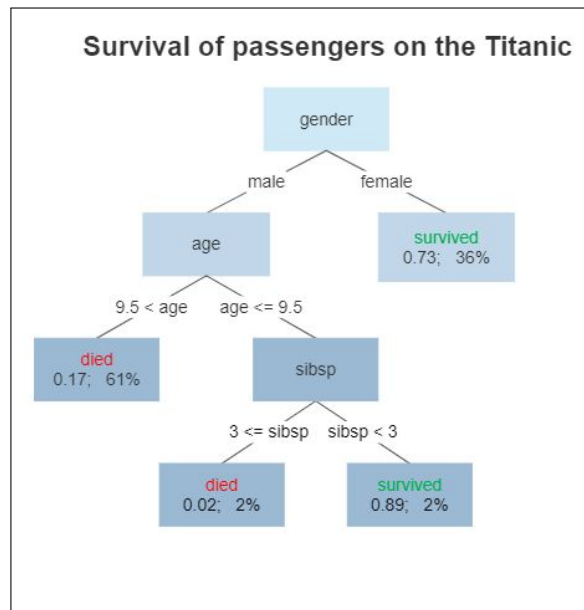 Survival of passengers on the Titanic
gender
male female
age
survived
0.73; 36%
9.5 < age age <= 9.5
died
0.17; 61%
sibsp
3 <= sibsp sibsp < 3
died
0.02; 2%
survived
0.89; 2%